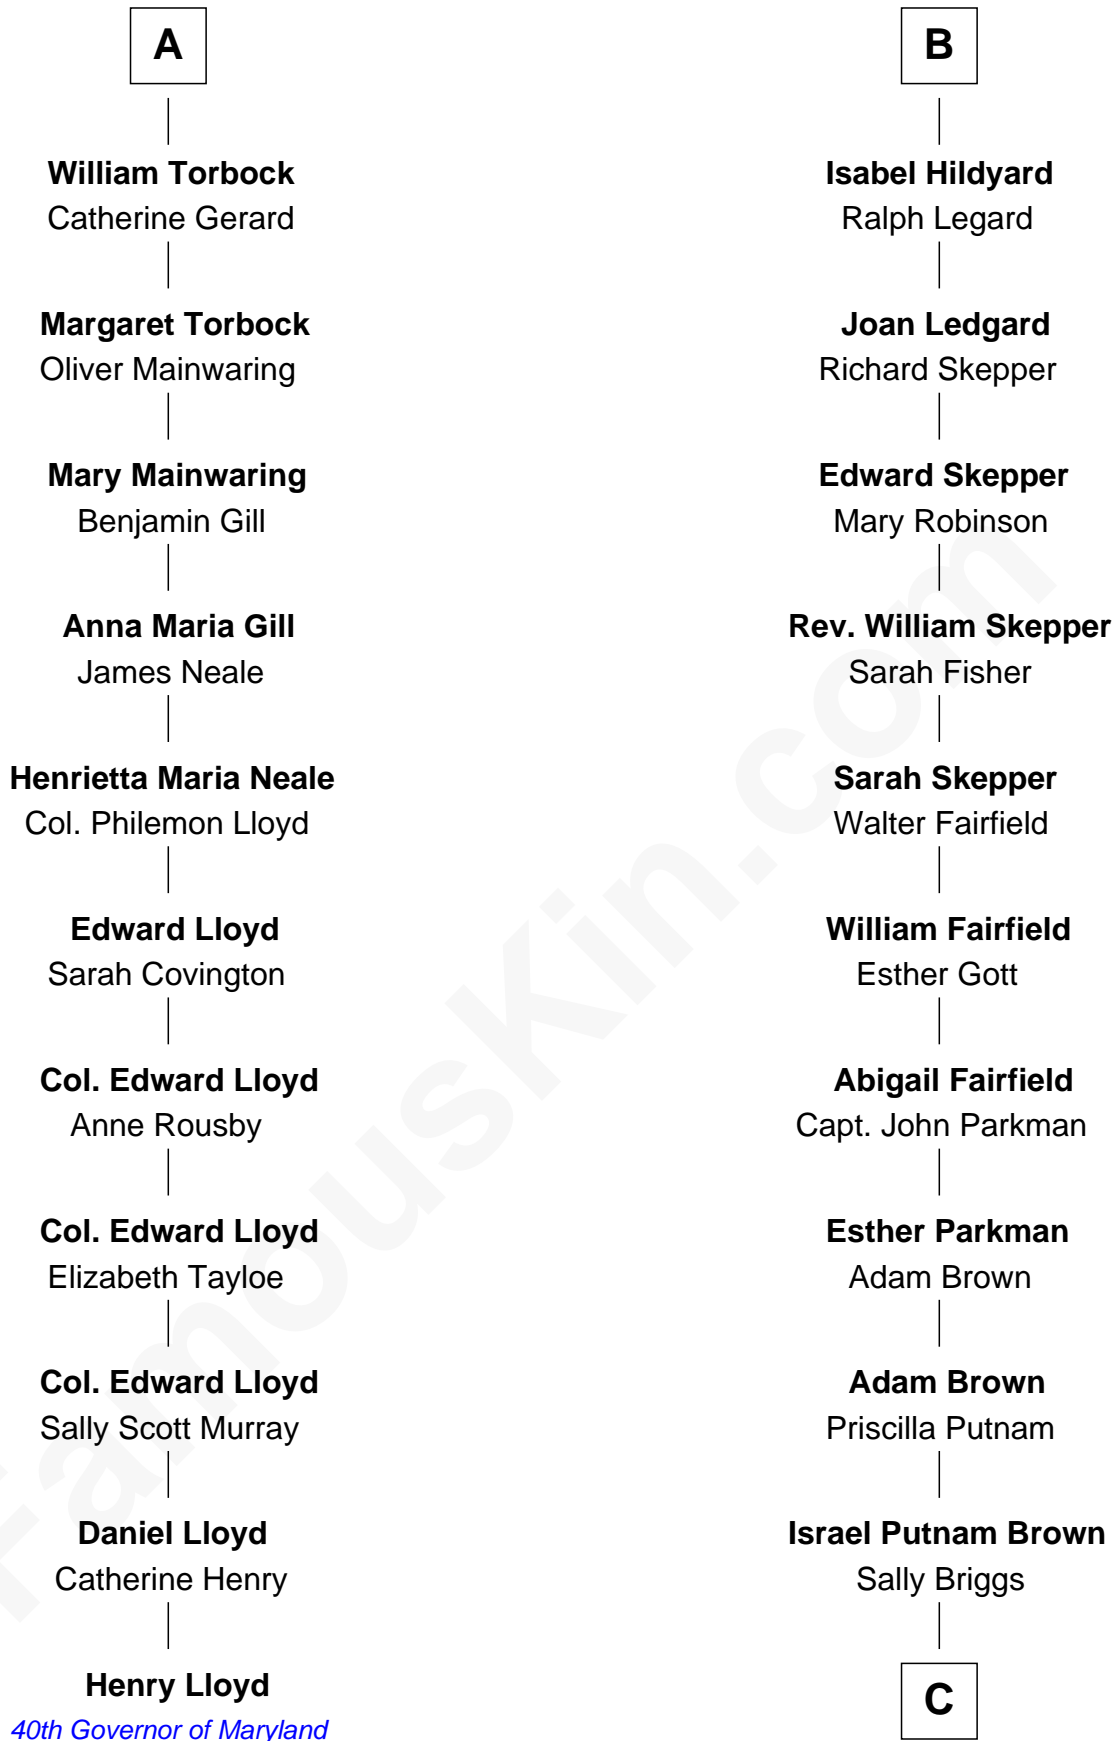 A
William Torbock
Catherine Gerard
Margaret Torbock
Oliver Mainwaring
Mary Mainwaring
Benjamin Gill
Anna Maria Gill
James Neale
Henrietta Maria Neale
Col. Philemon Lloyd
Edward Lloyd
Sarah Covington
Col. Edward Lloyd
Anne Rousby
Col. Edward Lloyd
Elizabeth Tayloe
Col. Edward Lloyd
Sally Scott Murray
Daniel Lloyd
Catherine Henry
Henry Lloyd
40th Governor of Maryland
B
Isabel Hildyard
Ralph Legard
Joan Ledgard
Richard Skepper
Edward Skepper
Mary Robinson
Rev. William Skepper
Sarah Fisher
Sarah Skepper
Walter Fairfield
William Fairfield
Esther Gott
Abigail Fairfield
Capt. John Parkman
Esther Parkman
Adam Brown
Adam Brown
Priscilla Putnam
Israel Putnam Brown
Sally Briggs
C
FamousKin.com